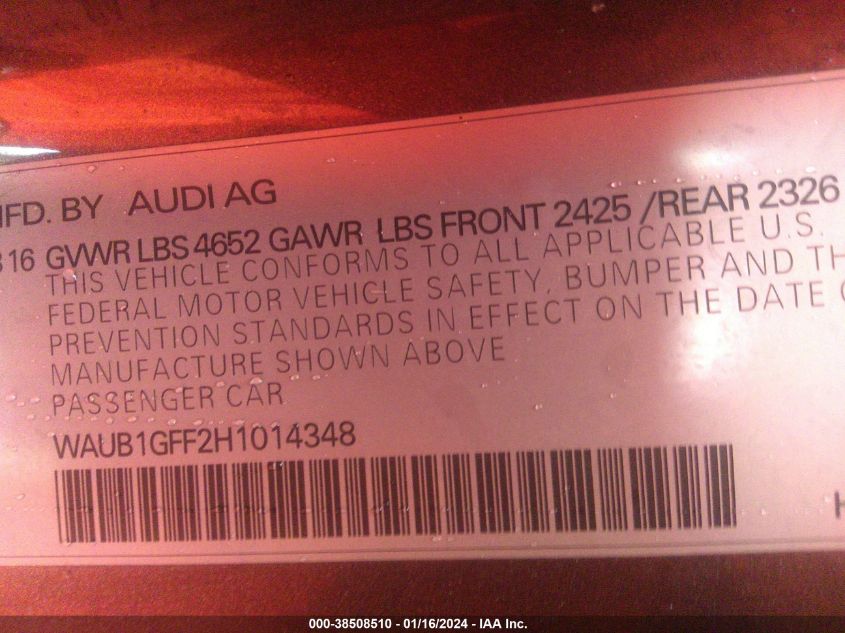 MFD. BY AUDI AG
316 GVWR LBS 4652 GAWR LBS FRONT 2425 /REAR 2326
THIS VEHICLE CONFORMS TO ALL APPLICABLE U.S.
FEDERAL MOTOR VEHICLE SAFETY, BUMPER AND TH
PREVENTION STANDARDS IN EFFECT ON THE DATE O
MANUFACTURE SHOWN ABOVE
PASSENGER CAR
WAUB1GFF2H1014348
H
000-38508510 - 01/16/2024 - IAA Inc.